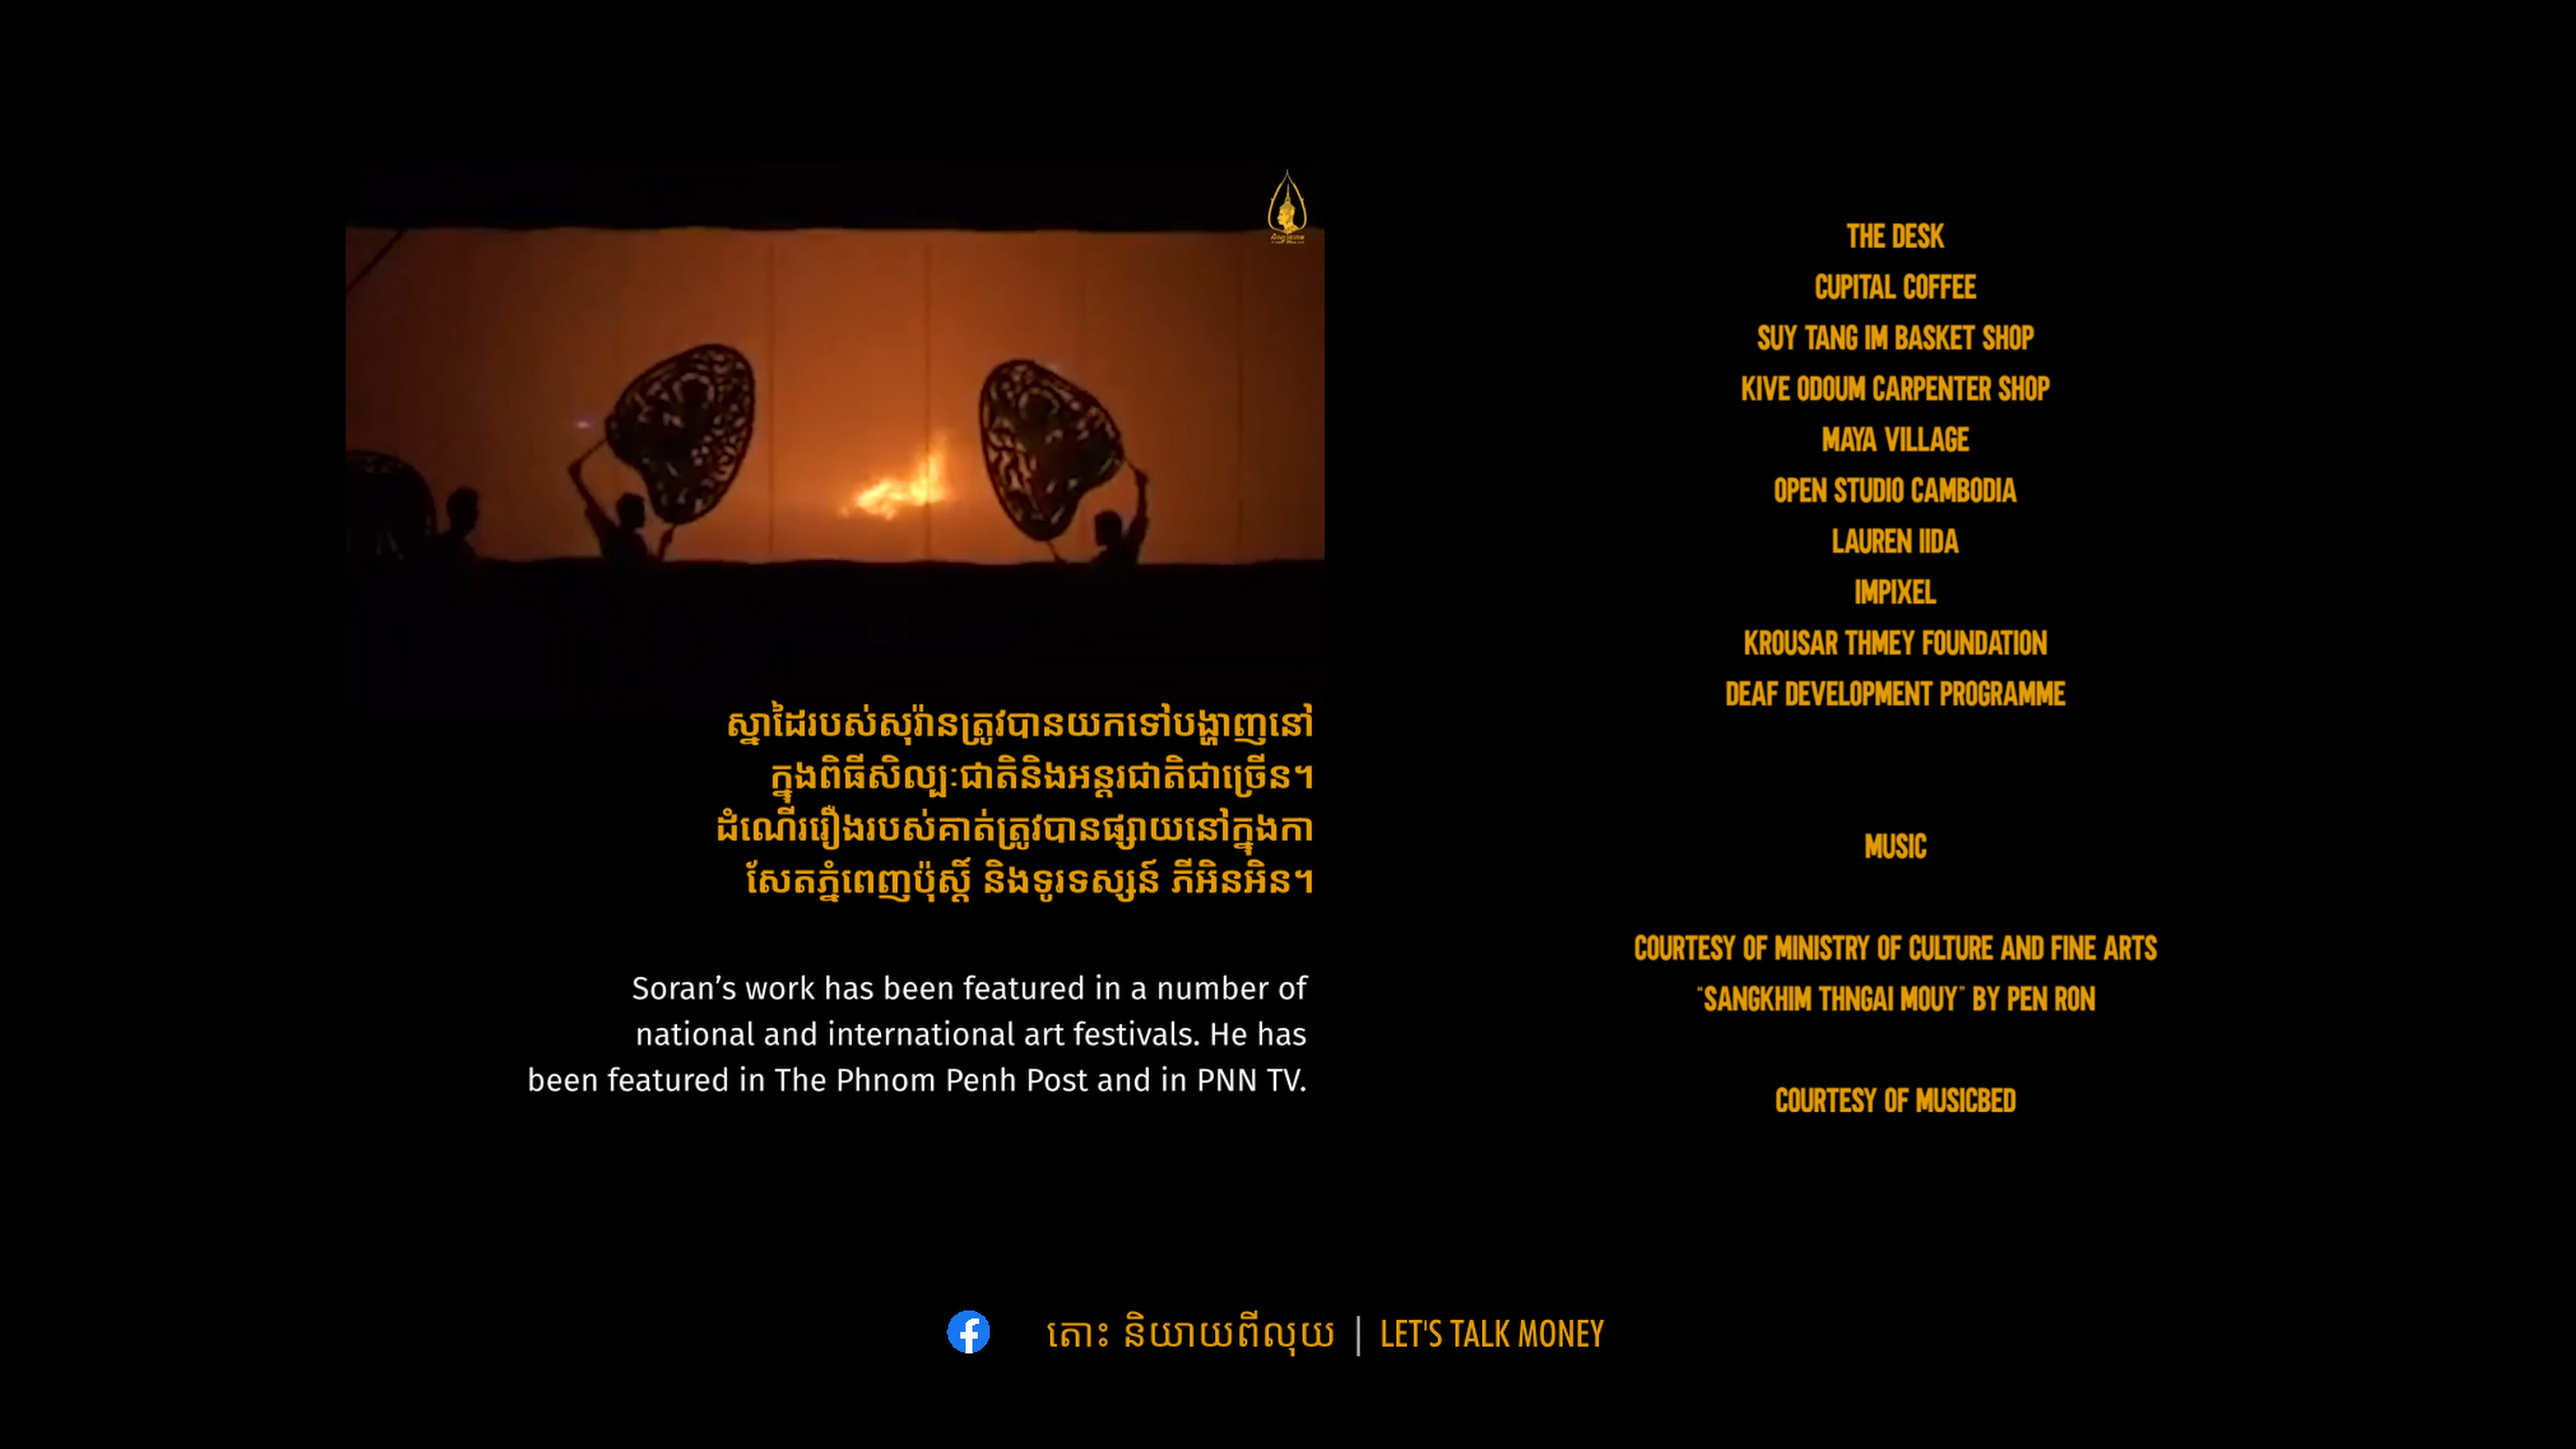 ស្នាដៃរបស់សុរ៉ានត្រូវបានយកទៅបង្ហាញនៅ
ក្នុងពិធីសិល្បៈជាតិនិងអន្តរជាតិជាច្រើន។
ដំណើររឿងរបស់គាត់ត្រូវបានផ្សាយនៅក្នុងកា
សែតភ្នំពេញប៉ុស្តិ៍ និងទូរទស្សន៍ ភីអិនអិន។
Soran’s work has been featured in a number of
national and international art festivals. He has
been featured in The Phnom Penh Post and in PNN TV.
THE DESK
CUPITAL COFFEE
SUY TANG IM BASKET SHOP
KIVE ODOUM CARPENTER SHOP
MAYA VILLAGE
OPEN STUDIO CAMBODIA
LAUREN IIDA
IMPIXEL
KROUSAR THMEY FOUNDATION
DEAF DEVELOPMENT PROGRAMME
MUSIC
COURTESY OF MINISTRY OF CULTURE AND FINE ARTS
“SANGKHIM THNGAI MOUY” BY PEN RON
COURTESY OF MUSICBED
តោះ និយាយពីលុយ | LET'S TALK MONEY